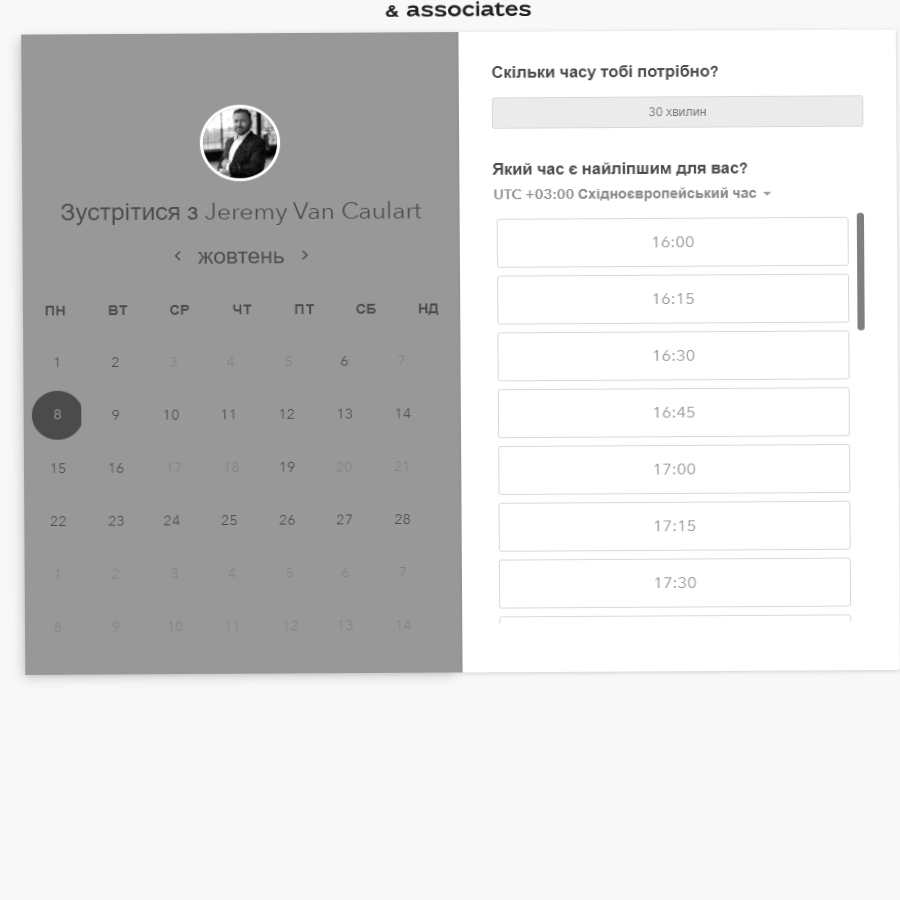 & associates
Зустрітися з Jeremy Van Caulart
жовтень
ПН ВТ СР ЧТ ПТ СБ НД
1 2 3 4 5 6 7
8 9 10 11 12 13 14
15 16 17 18 19 20 21
22 23 24 25 26 27 28
1 2 3 4 5 6 7
8 9 10 11 12 13 14
Скільки часу тобі потрібно?
30 хвилин
Який час є найліпшим для вас?
UTC +03:00 Східноєвропейський час
16:00
16:15
16:30
16:45
17:00
17:15
17:30